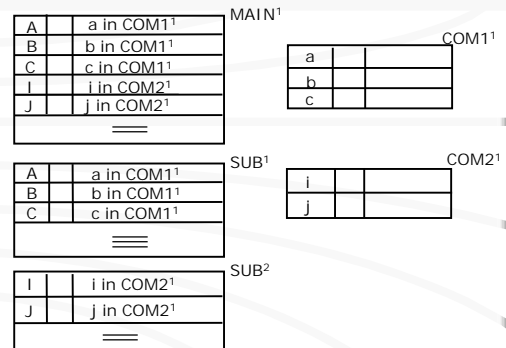 MAIN¹
A a in COM1¹
B b in COM1¹
C c in COM1¹
I i in COM2¹
J j in COM2¹
COM1¹
a
b
c
SUB¹
A a in COM1¹
B b in COM1¹
C c in COM1¹
COM2¹
i
j
SUB²
I i in COM2¹
J j in COM2¹